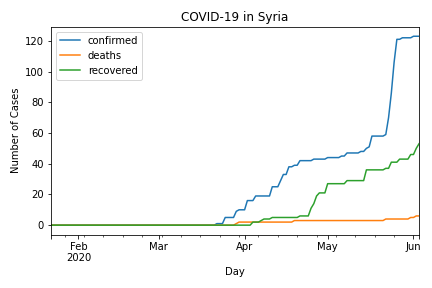 COVID-19 in Syria
confirmed
deaths
recovered
Number of Cases
120
100
80
60
40
20
0
Feb
2020
Mar
Apr
May
Jun
Day